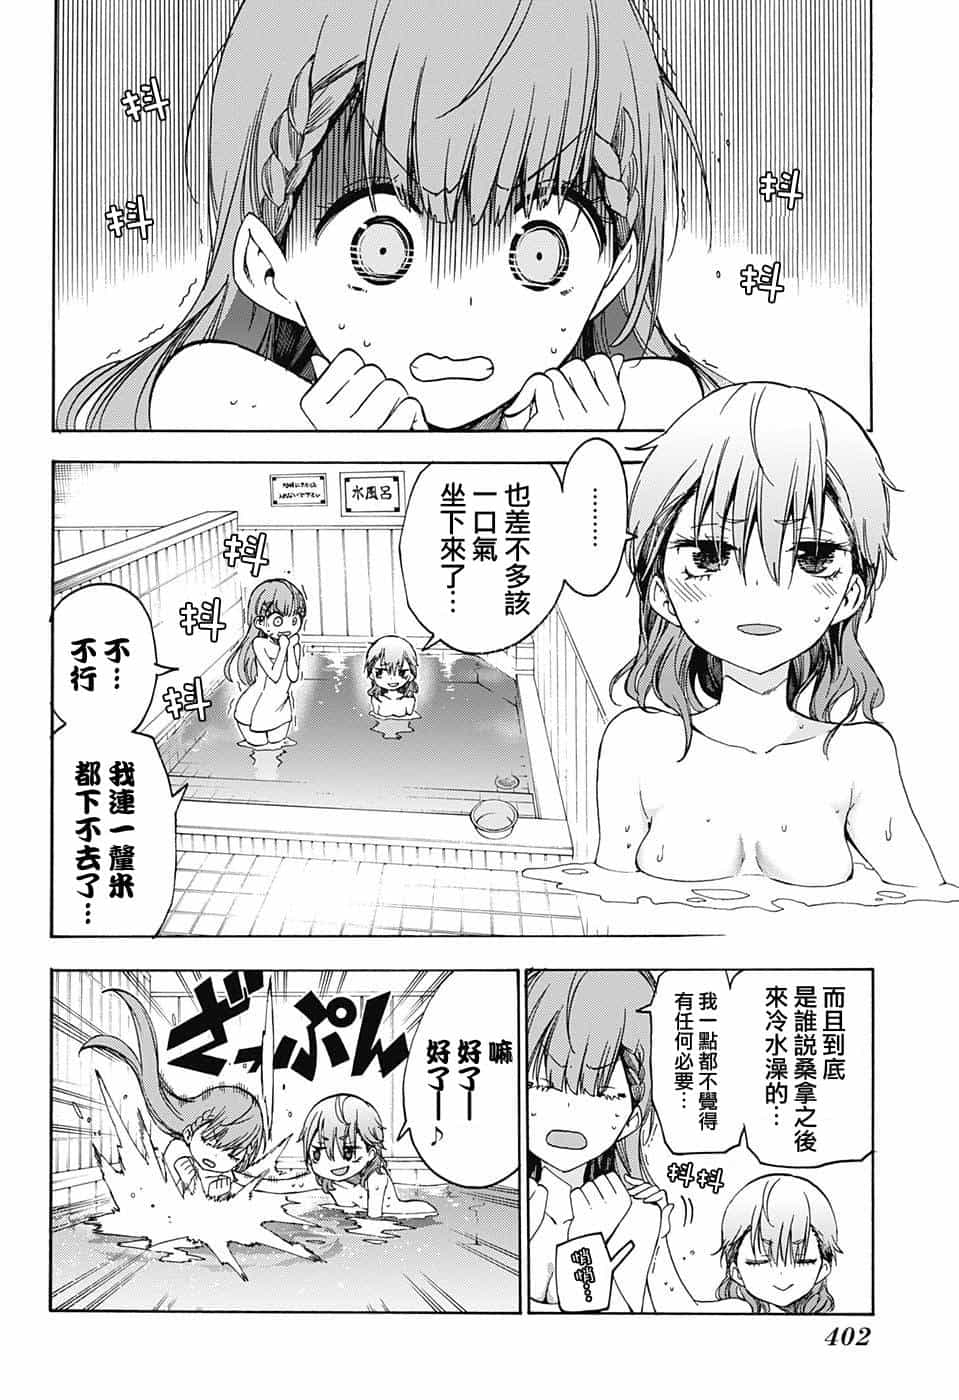 抖
抖
抖
抖
………
也差不多該
一口氣
坐下來了…
水風呂
抖
抖
抖
不…
不行
我連一釐米
都下不去了…
而且到底
是誰說桑拿之後
來冷水澡的…
我一點都不覺得
有任何必要…
抖抖
悄悄…
嘛
好了
好了ー♪
ざっぷん
402